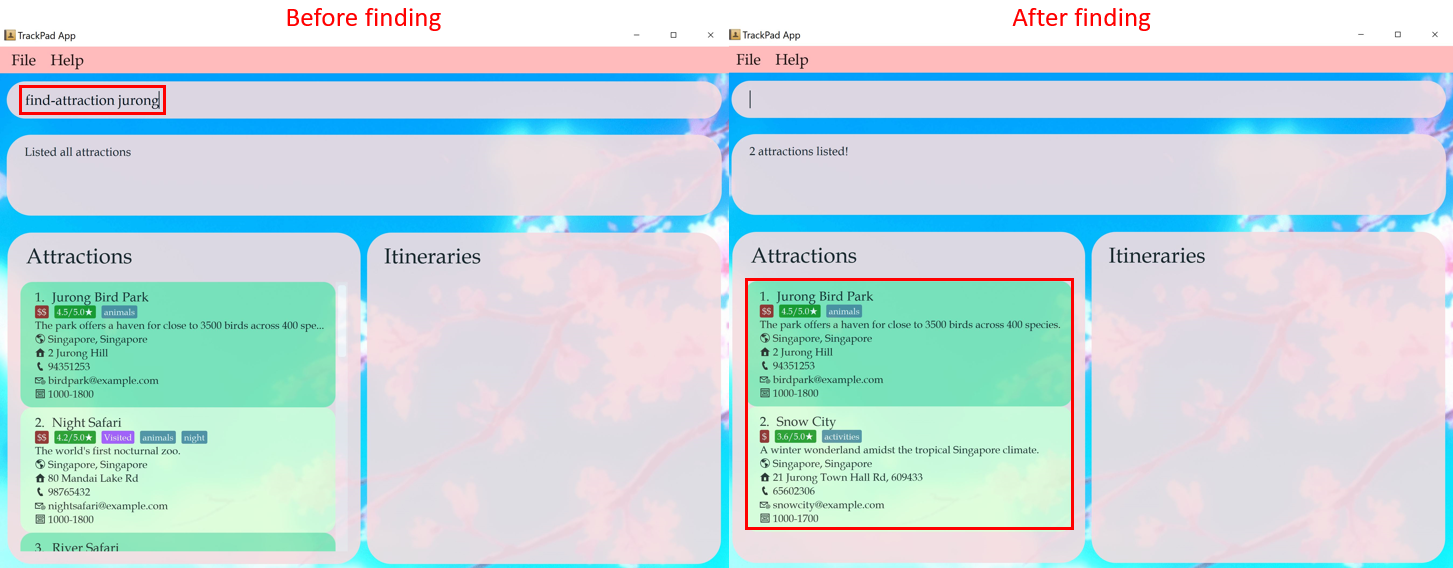 Before finding
TrackPad App
File Help
find-attraction jurong
Listed all attractions
Attractions
1. Jurong Bird Park
$$ 4.5/5.0★ animals
The park offers a haven for close to 3500 birds across 400 spe...
Singapore, Singapore
2 Jurong Hill
94351253
birdpark@example.com
1000-1800
2. Night Safari
$$ 4.2/5.0★ Visited animals night
The world's first nocturnal zoo.
Singapore, Singapore
80 Mandai Lake Rd
98765432
nightsafari@example.com
1000-1800
3. River Safari
Itineraries
After finding
TrackPad App
File Help
2 attractions listed!
Attractions
1. Jurong Bird Park
$$ 4.5/5.0★ animals
The park offers a haven for close to 3500 birds across 400 species.
Singapore, Singapore
2 Jurong Hill
94351253
birdpark@example.com
1000-1800
2. Snow City
$ 3.6/5.0★ activities
A winter wonderland amidst the tropical Singapore climate.
Singapore, Singapore
21 Jurong Town Hall Rd, 609433
65602306
snowcity@example.com
1000-1700
Itineraries